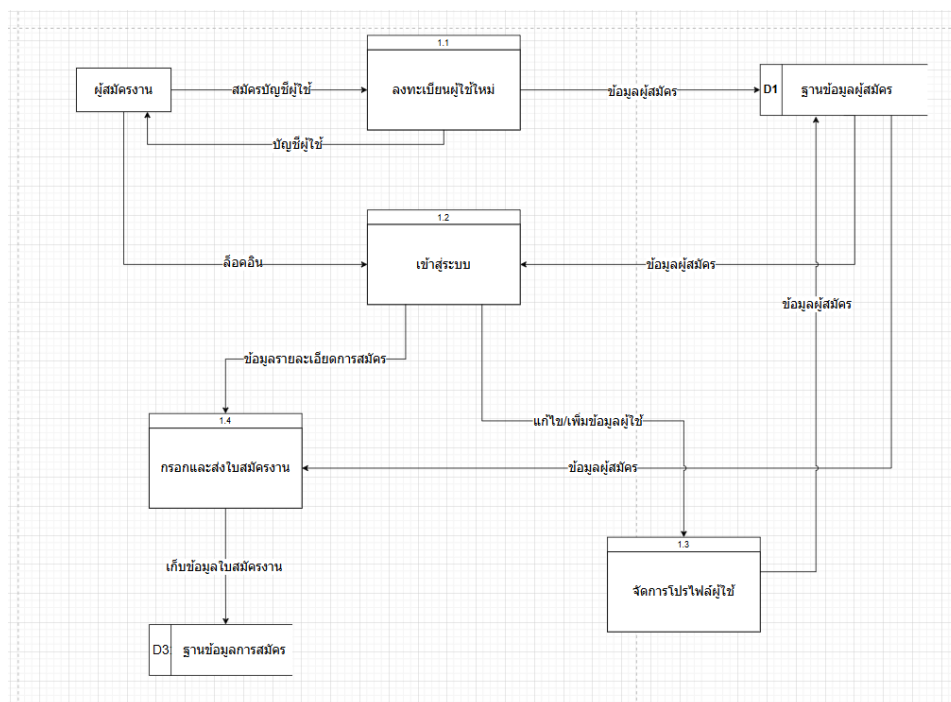 1.1
ผู้สมัครงาน
สมัครบัญชีผู้ใช้
ลงทะเบียนผู้ใช้ใหม่
ข้อมูลผู้สมัคร
D1
ฐานข้อมูลผู้สมัคร
บัญชีผู้ใช้
1.2
ล็อคอิน
เข้าสู่ระบบ
ข้อมูลผู้สมัคร
ข้อมูลผู้สมัคร
ข้อมูลรายละเอียดการสมัคร
1.4
แก้ไข/เพิ่มข้อมูลผู้ใช้
กรอกและส่งใบสมัครงาน
ข้อมูลผู้สมัคร
1.3
เก็บข้อมูลใบสมัครงาน
จัดการโปรไฟล์ผู้ใช้
D3
ฐานข้อมูลการสมัคร